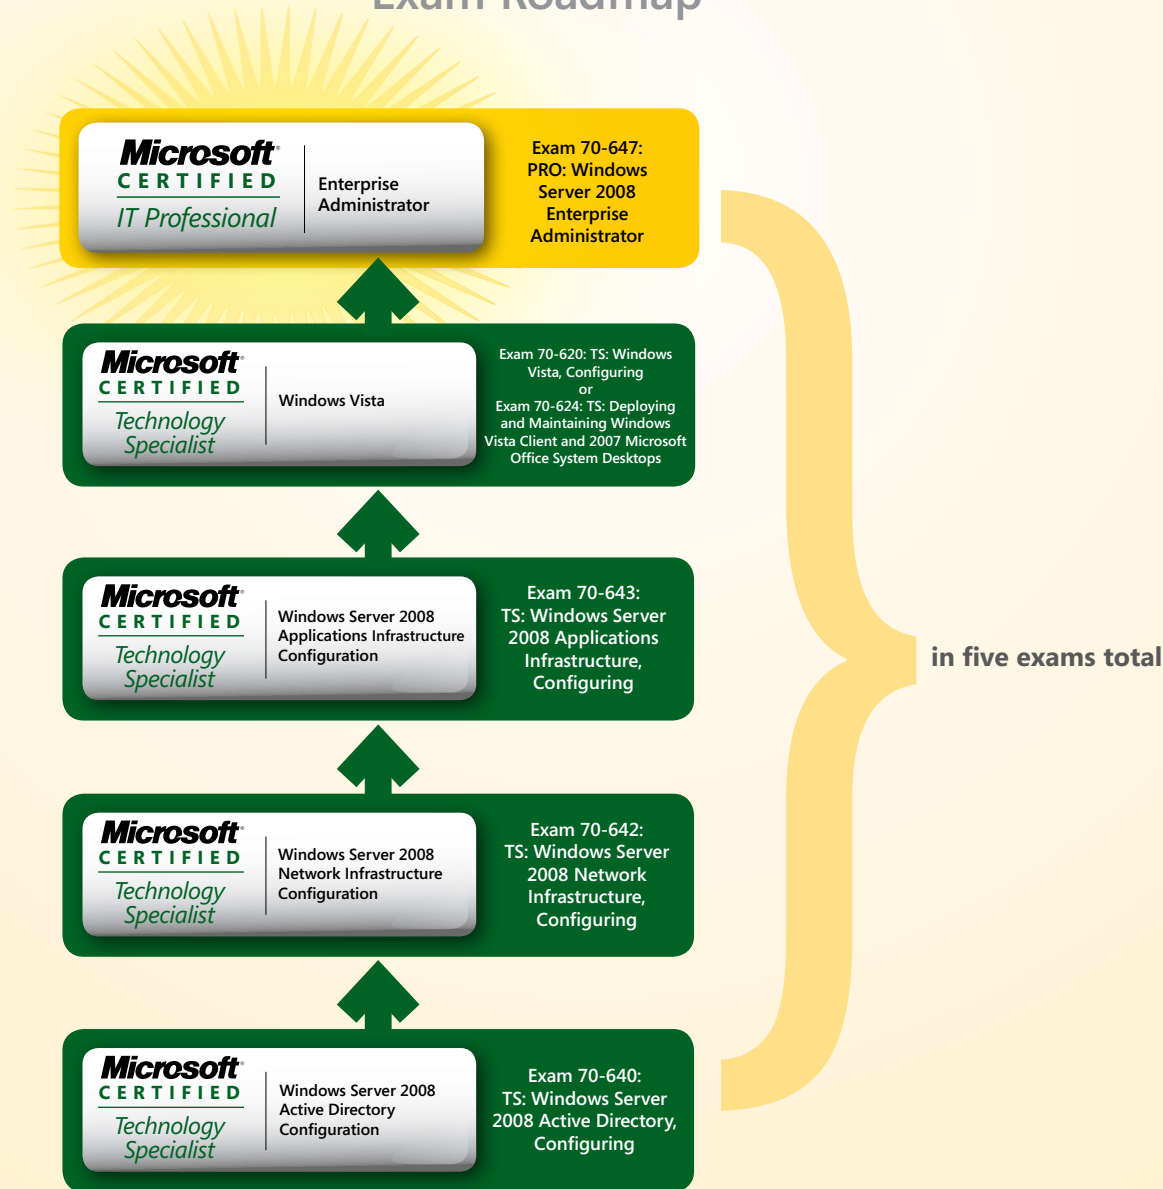 Exam Roadmap
Microsoft®
CERTIFIED
IT Professional
Enterprise
Administrator
Exam 70-647:
PRO: Windows
Server 2008
Enterprise
Administrator
Microsoft®
CERTIFIED
Technology
Specialist
Windows Vista
Exam 70-620: TS: Windows
Vista, Configuring
or
Exam 70-624: TS: Deploying
and Maintaining Windows
Vista Client and 2007 Microsoft
Office System Desktops
Microsoft®
CERTIFIED
Technology
Specialist
Windows Server 2008
Applications Infrastructure
Configuration
Exam 70-643:
TS: Windows Server
2008 Applications
Infrastructure,
Configuring
in five exams total
Microsoft®
CERTIFIED
Technology
Specialist
Windows Server 2008
Network Infrastructure
Configuration
Exam 70-642:
TS: Windows Server
2008 Network
Infrastructure,
Configuring
Microsoft®
CERTIFIED
Technology
Specialist
Windows Server 2008
Active Directory
Configuration
Exam 70-640:
TS: Windows Server
2008 Active Directory,
Configuring